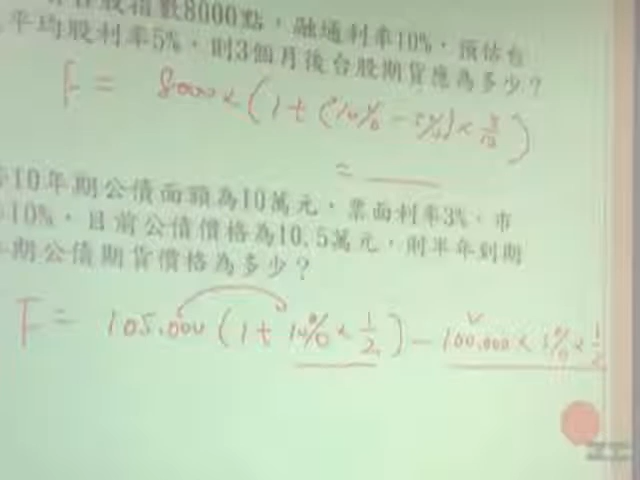 台股指數8000點，融通利率10%，預估台
平均股利率5%，則3個月後台股期貨應為多少？
F = 8000 × (1 + (10% - 5%) × 3/12)
=
10年期公債面額為10萬元，票面利率3%，市
10%，目前公債價格為10.5萬元，則半年到期
年期公債期貨價格為多少？
F = 105,000 (1 + 10% × 1/2) - 100,000 × 3% × 1/2